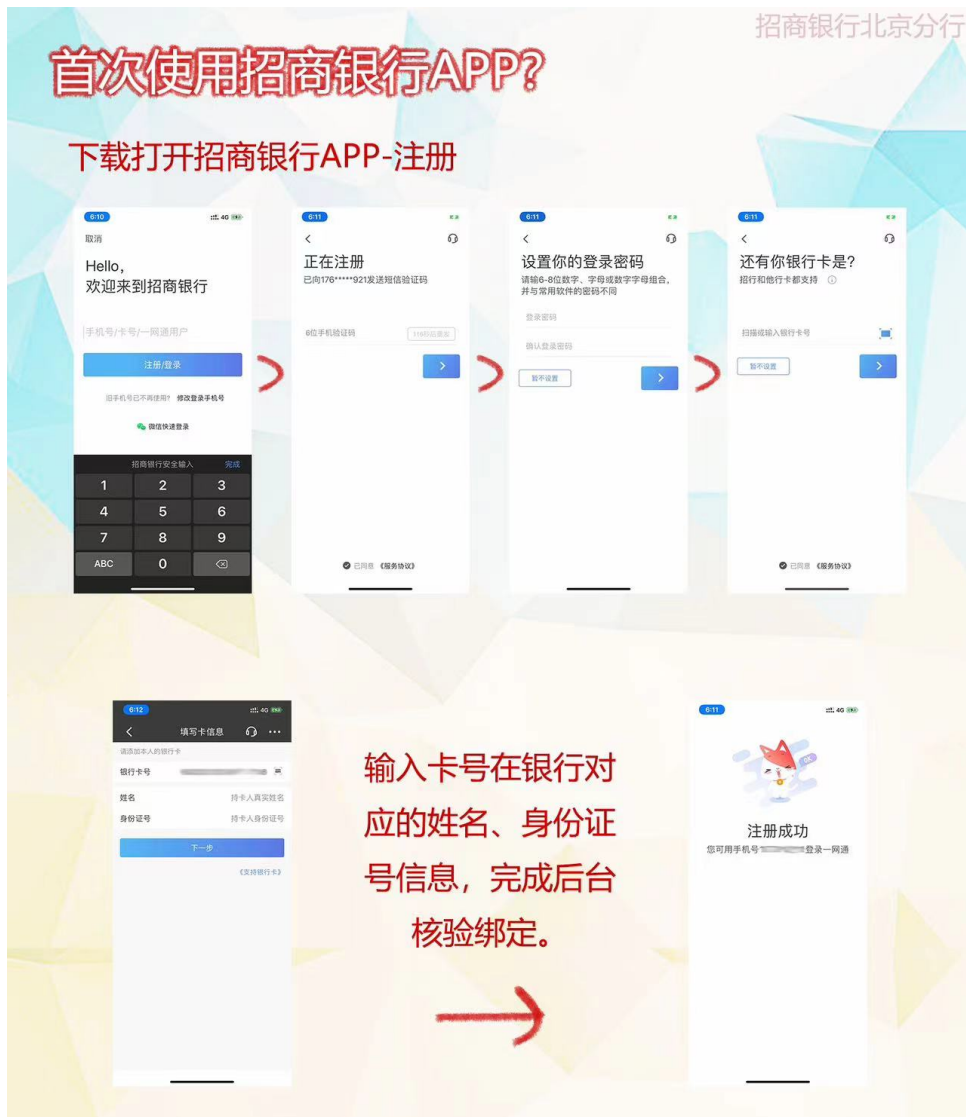 招商银行北京分行
首次使用招商银行APP?
下载打开招商银行APP-注册
6:10
4G
取消
Hello,
欢迎来到招商银行
手机号/卡号/一网通用户
注册/登录
旧手机号已不再使用? 修改登录手机号
微信快速登录
招商银行安全输入 完成
1 2 3
4 5 6
7 8 9
ABC 0
6:11
正在注册
已向176*****921发送短信验证码
6位手机验证码
已同意《服务协议》
6:11
设置你的登录密码
请输6-8位数字、字母或数字字母组合,
并与常用软件的密码不同
登录密码
确认登录密码
暂不设置
6:11
还有你银行卡是?
招行和他行卡都支持
扫描或输入银行卡号
暂不设置
已同意《服务协议》
6:12
4G
填写卡信息
请添加本人的银行卡
银行卡号
姓名 持卡人真实姓名
身份证号 持卡人身份证号
下一步
《支持银行卡》
输入卡号在银行对
应的姓名、身份证
号信息，完成后台
核验绑定。
6:11
4G
OK
注册成功
您可用手机号 登录一网通